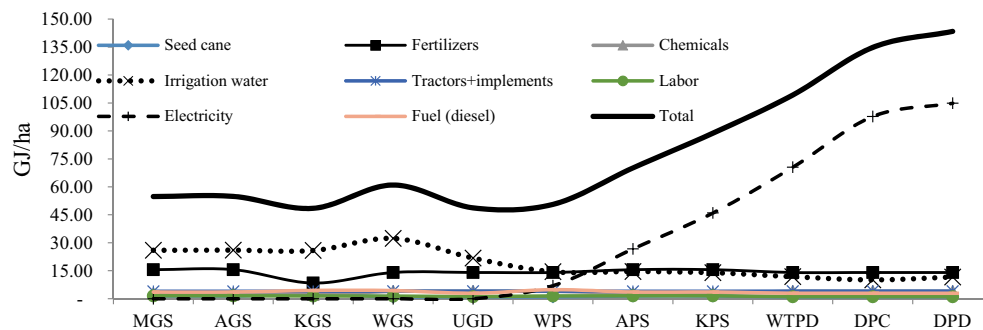 150.00
135.00
120.00
105.00
90.00
75.00
60.00
45.00
30.00
15.00
-
GJ/ha
Seed cane Fertilizers Chemicals
Irrigation water Tractors+implements Labor
Electricity Fuel (diesel) Total
MGS AGS KGS WGS UGD WPS APS KPS WTPD DPC DPD